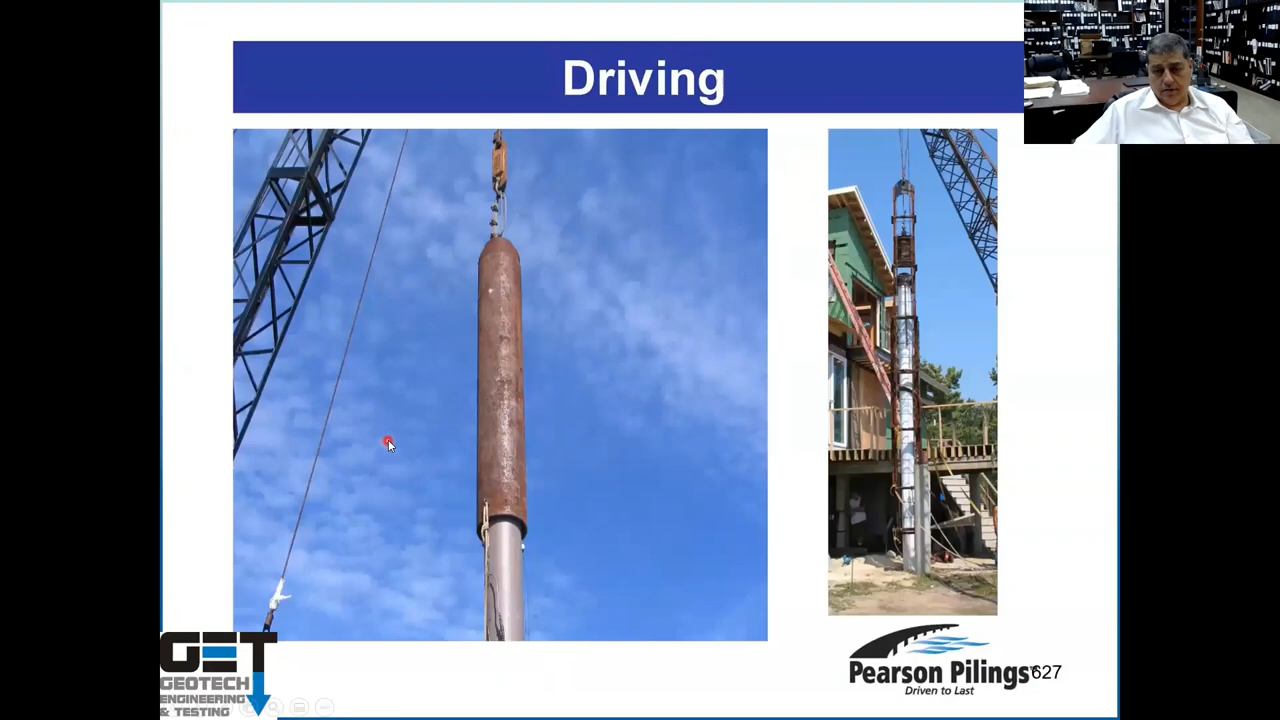 Driving
GET
GEOTECH
ENGINEERING
& TESTING
Pearson Pilings
627
Driven to Last